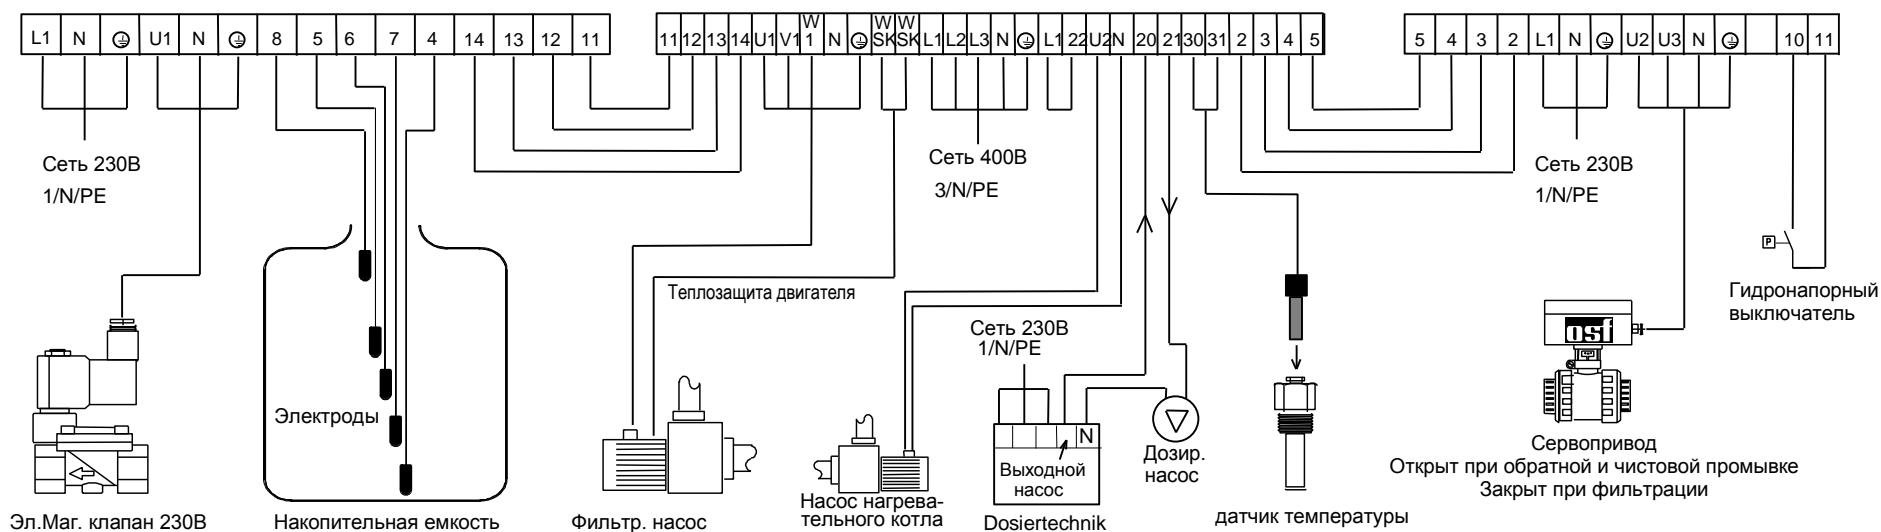 L1 N ⏚ U1 N ⏚ 8 5 6 7 4 14 13 12 11
11 12 13 14 U1 V1 W1 N ⏚ WSK WSK L1 L2 L3 N ⏚ L1 22 U2 N 20 21 30 31 2 3 4 5
5 4 3 2 L1 N ⏚ U2 U3 N ⏚ 10 11
Сеть 230В
1/N/PE
Сеть 400В
3/N/PE
Сеть 230В
1/N/PE
P
Гидронапорный
выключатель
Теплозащита двигателя
Сеть 230В
1/N/PE
osf
Электроды
N
Выходной
насос
Дозир.
насос
Сервопривод
Открыт при обратной и чистовой промывке
Закрыт при фильтрации
Эл.Маг. клапан 230В
Накопительная емкость
Фильтр. насос
Насос нагрева-
тельного котла
Dosiertechnik
датчик температуры